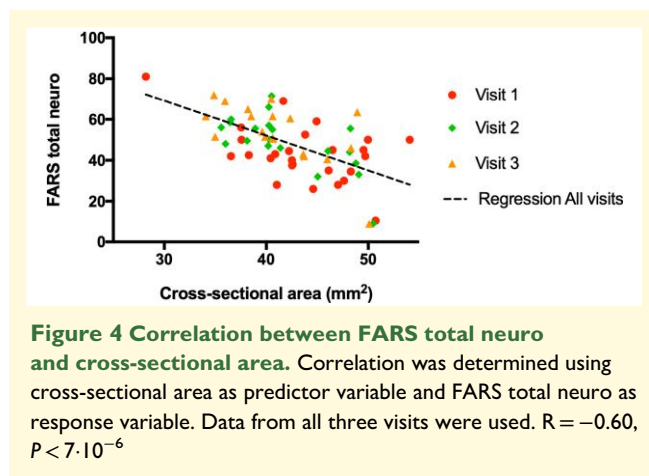 100
80
60
40
20
0
FARS total neuro
30 40 50
Cross-sectional area (mm²)
Visit 1
Visit 2
Visit 3
Regression All visits
Figure 4 Correlation between FARS total neuro
and cross-sectional area. Correlation was determined using
cross-sectional area as predictor variable and FARS total neuro as
response variable. Data from all three visits were used. R = −0.60,
P < 7·10⁻⁶